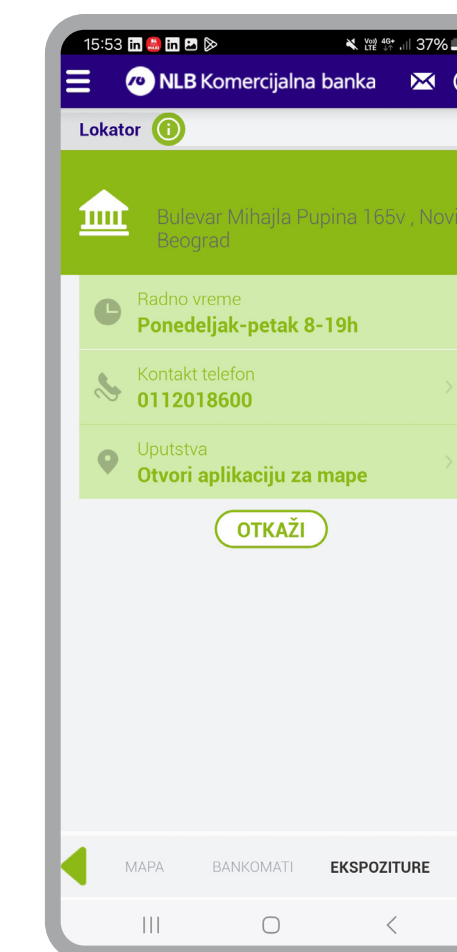 15:53
37%
NLB Komercijalna banka
Lokator
Bulevar Mihajla Pupina 165v , Novi
Beograd
Radno vreme
Ponedeljak-petak 8-19h
Kontakt telefon
0112018600
Uputstva
Otvori aplikaciju za mape
OTKAŽI
MAPA BANKOMATI EKSPOZITURE